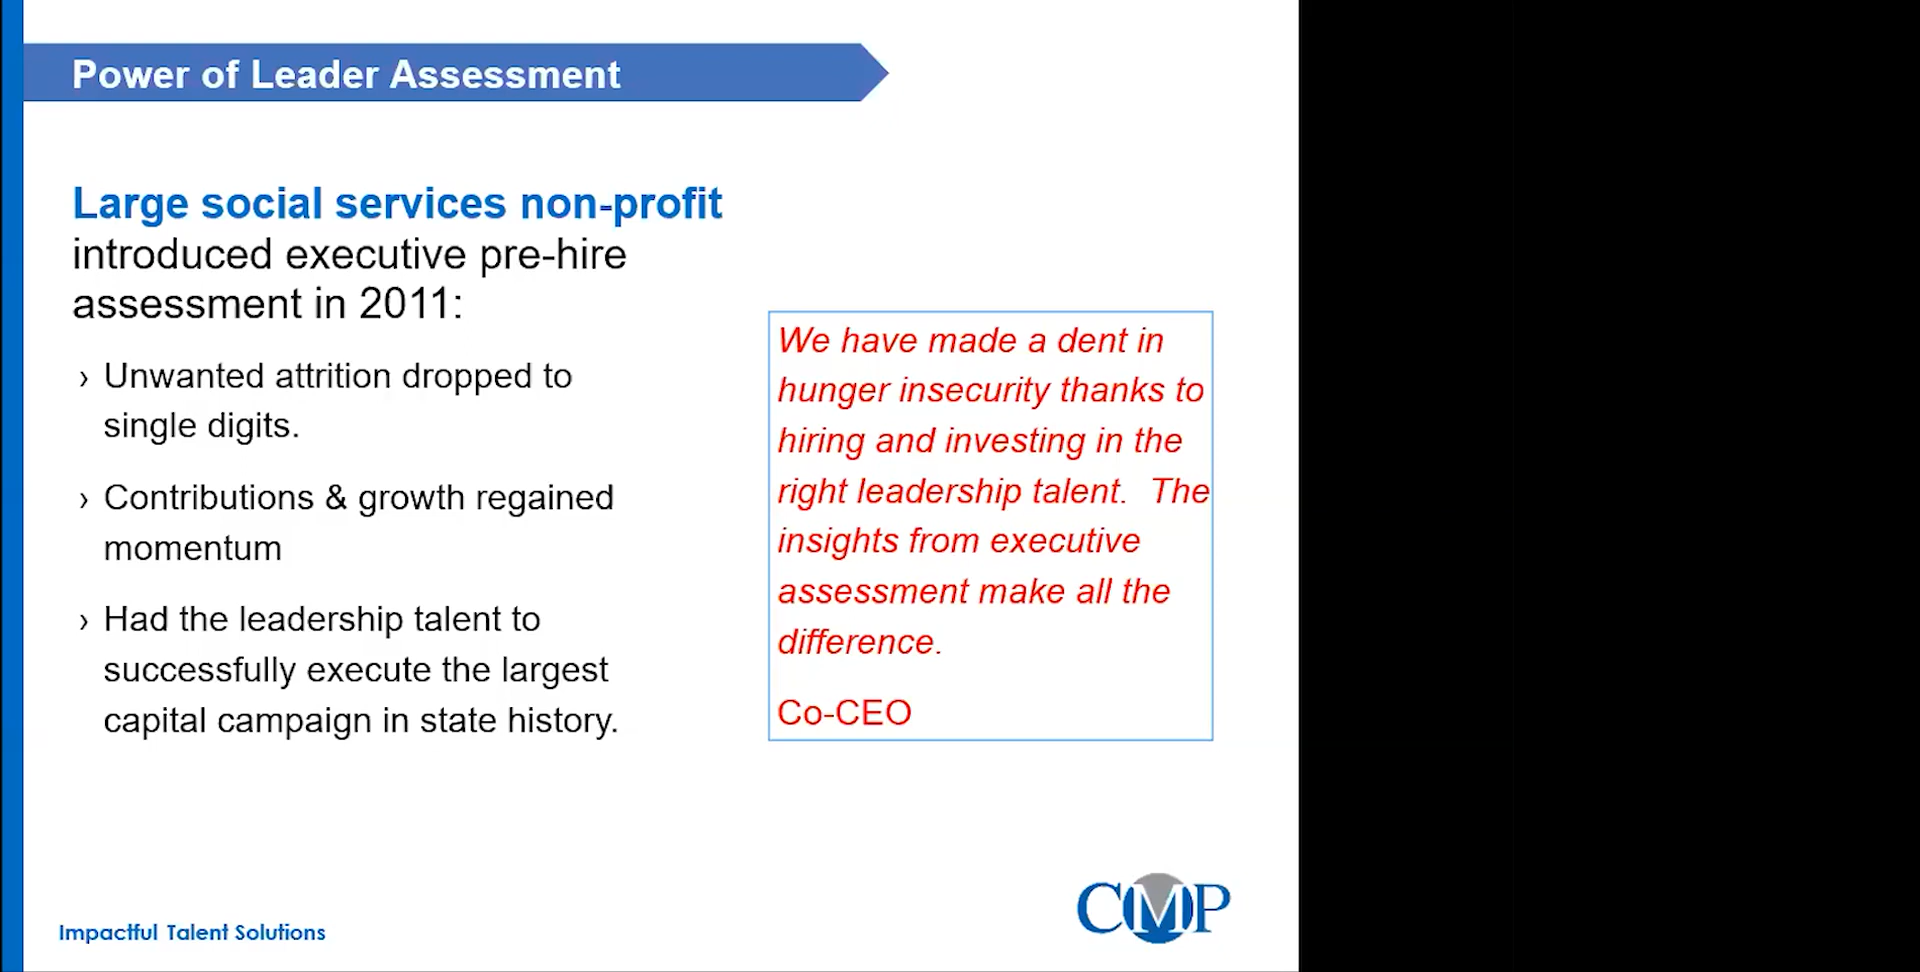 Power of Leader Assessment
Large social services non-profit
introduced executive pre-hire
assessment in 2011:
› Unwanted attrition dropped to
single digits.
› Contributions & growth regained
momentum
› Had the leadership talent to
successfully execute the largest
capital campaign in state history.
We have made a dent in
hunger insecurity thanks to
hiring and investing in the
right leadership talent.  The
insights from executive
assessment make all the
difference.
Co-CEO
Impactful Talent Solutions
CMP